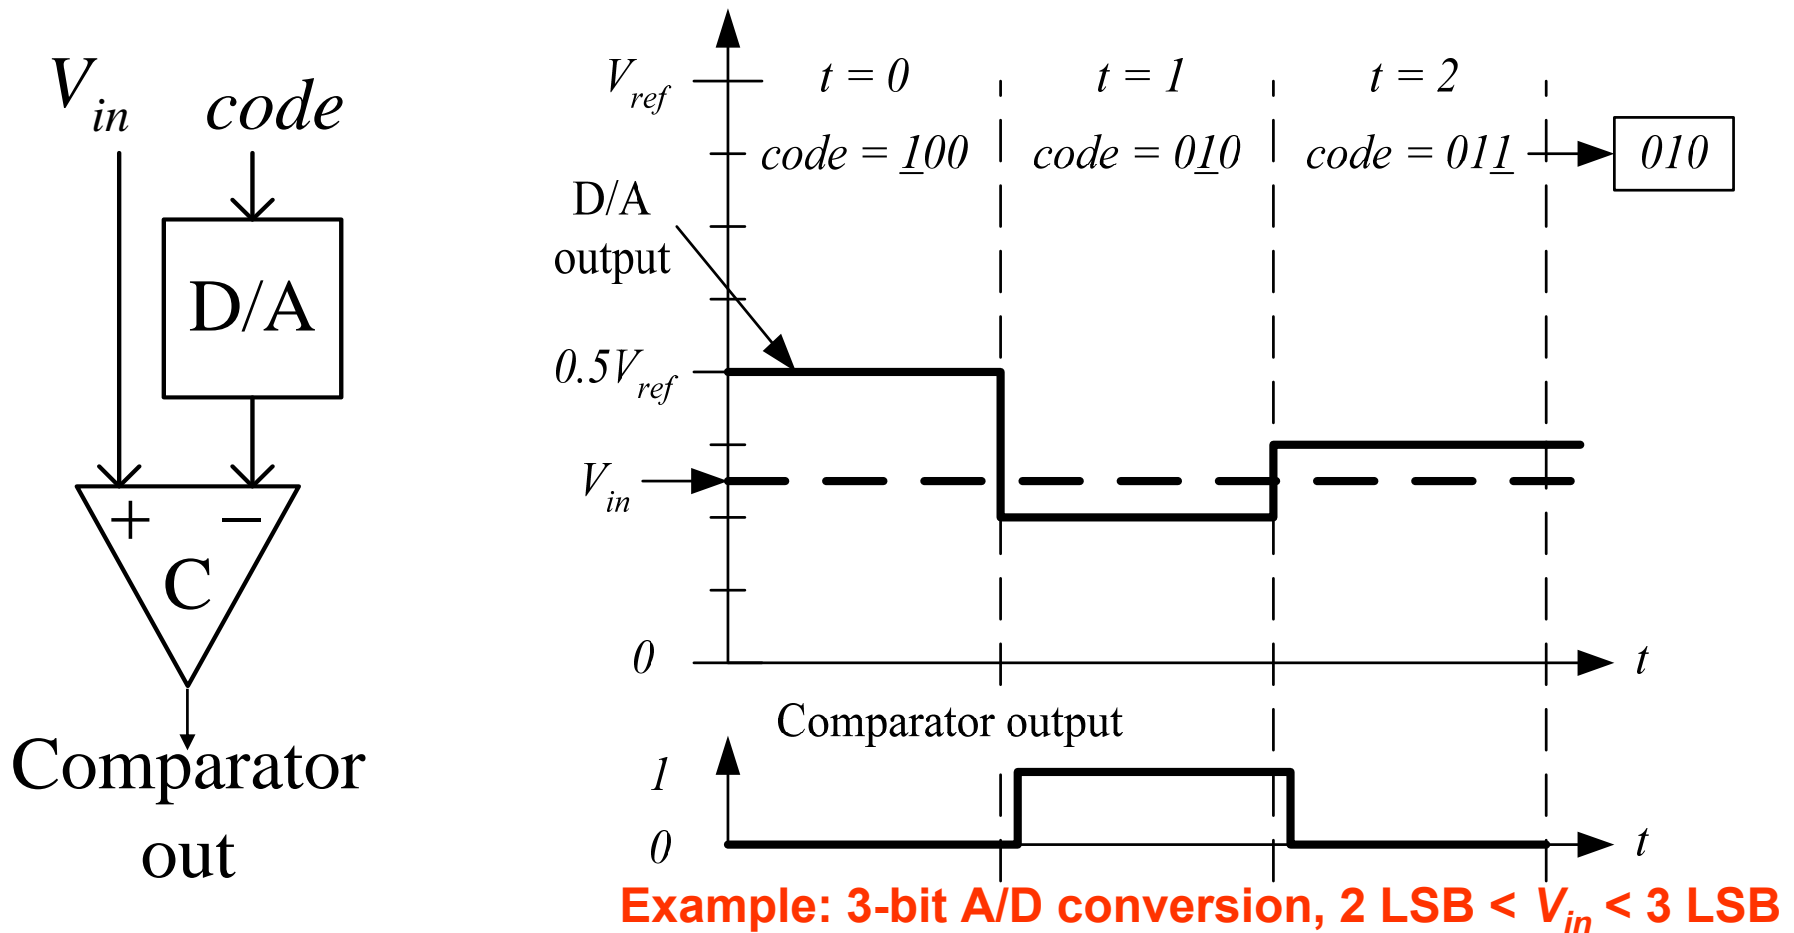 V_in
code
D/A
+ −
C
Comparator
out
V_ref
t = 0
t = 1
t = 2
code = 100
code = 010
code = 011
010
D/A
output
0.5V_ref
V_in
0
t
Comparator output
1
0
t
Example: 3-bit A/D conversion, 2 LSB < V_in < 3 LSB